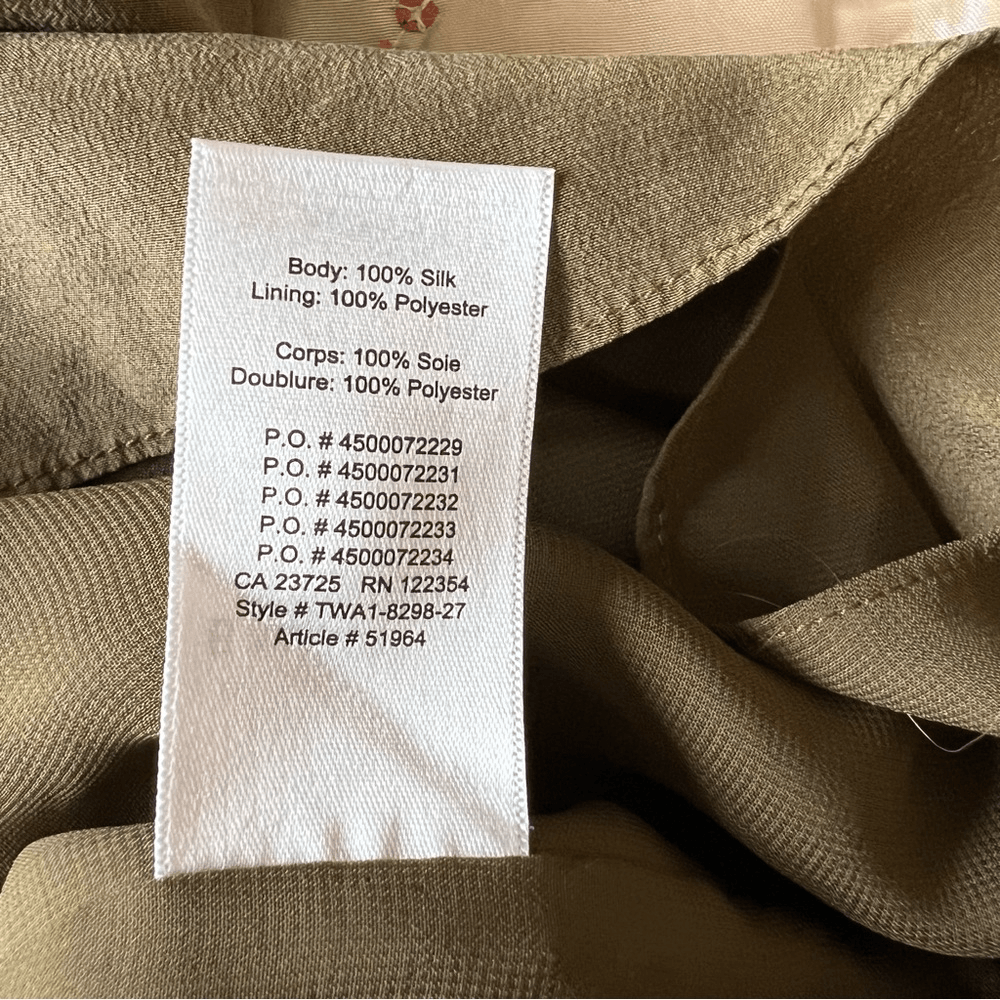 Body: 100% Silk
Lining: 100% Polyester
Corps: 100% Soie
Doublure: 100% Polyester
P.O. # 4500072229
P.O. # 4500072231
P.O. # 4500072232
P.O. # 4500072233
P.O. # 4500072234
CA 23725 RN 122354
Style # TWA1-8298-27
Article # 51964